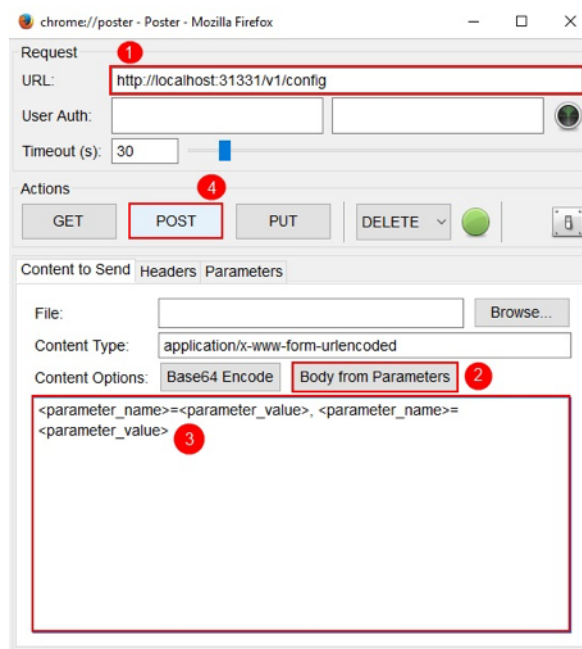 chrome://poster - Poster - Mozilla Firefox
Request 1
URL: http://localhost:31331/v1/config
User Auth:
Timeout (s): 30
Actions 4
GET POST PUT DELETE
Content to Send Headers Parameters
File: Browse...
Content Type: application/x-www-form-urlencoded
Content Options: Base64 Encode Body from Parameters 2
<parameter_name>=<parameter_value>, <parameter_name>=
<parameter_value> 3